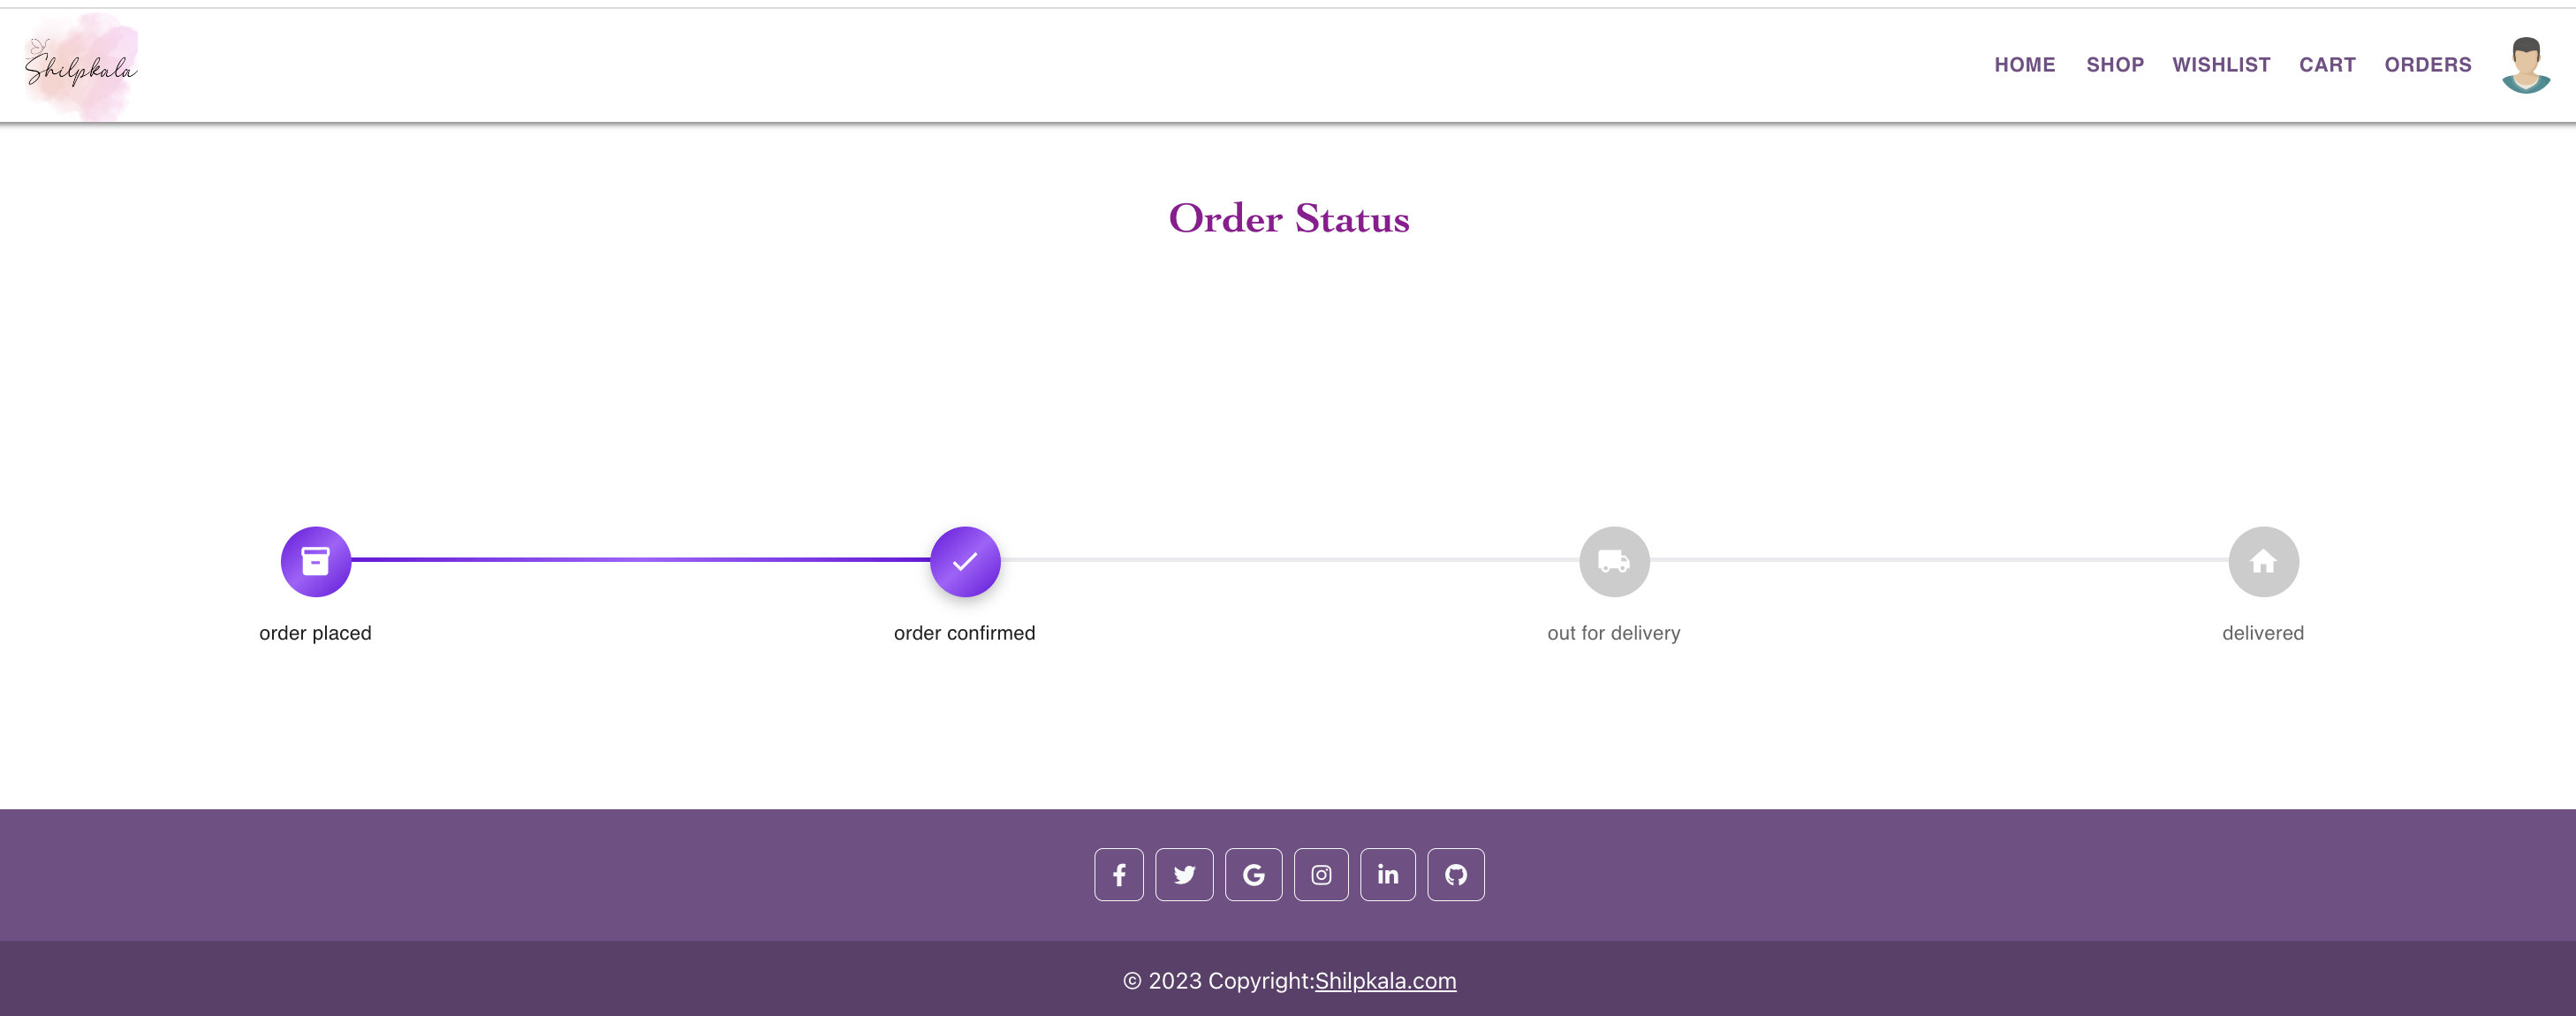 Shilpkala
HOME SHOP WISHLIST CART ORDERS
Order Status
order placed order confirmed out for delivery delivered
© 2023 Copyright:Shilpkala.com